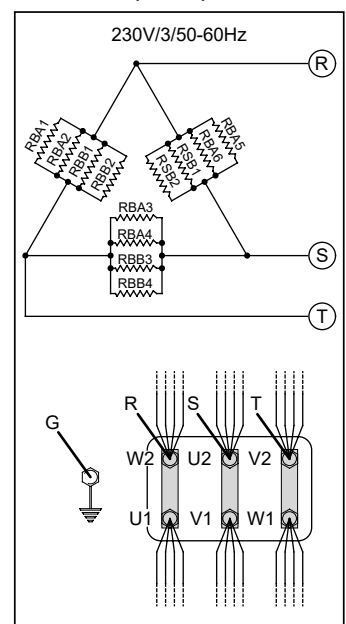 230V/3/50-60Hz
R
RBA1
RBA2
RBB1
RBB2
RBA5
RBA6
RSB1
RSB2
RBA3
RBA4
RBB3
RBB4
S
T
R S T
G
W2 U2 V2
U1 V1 W1